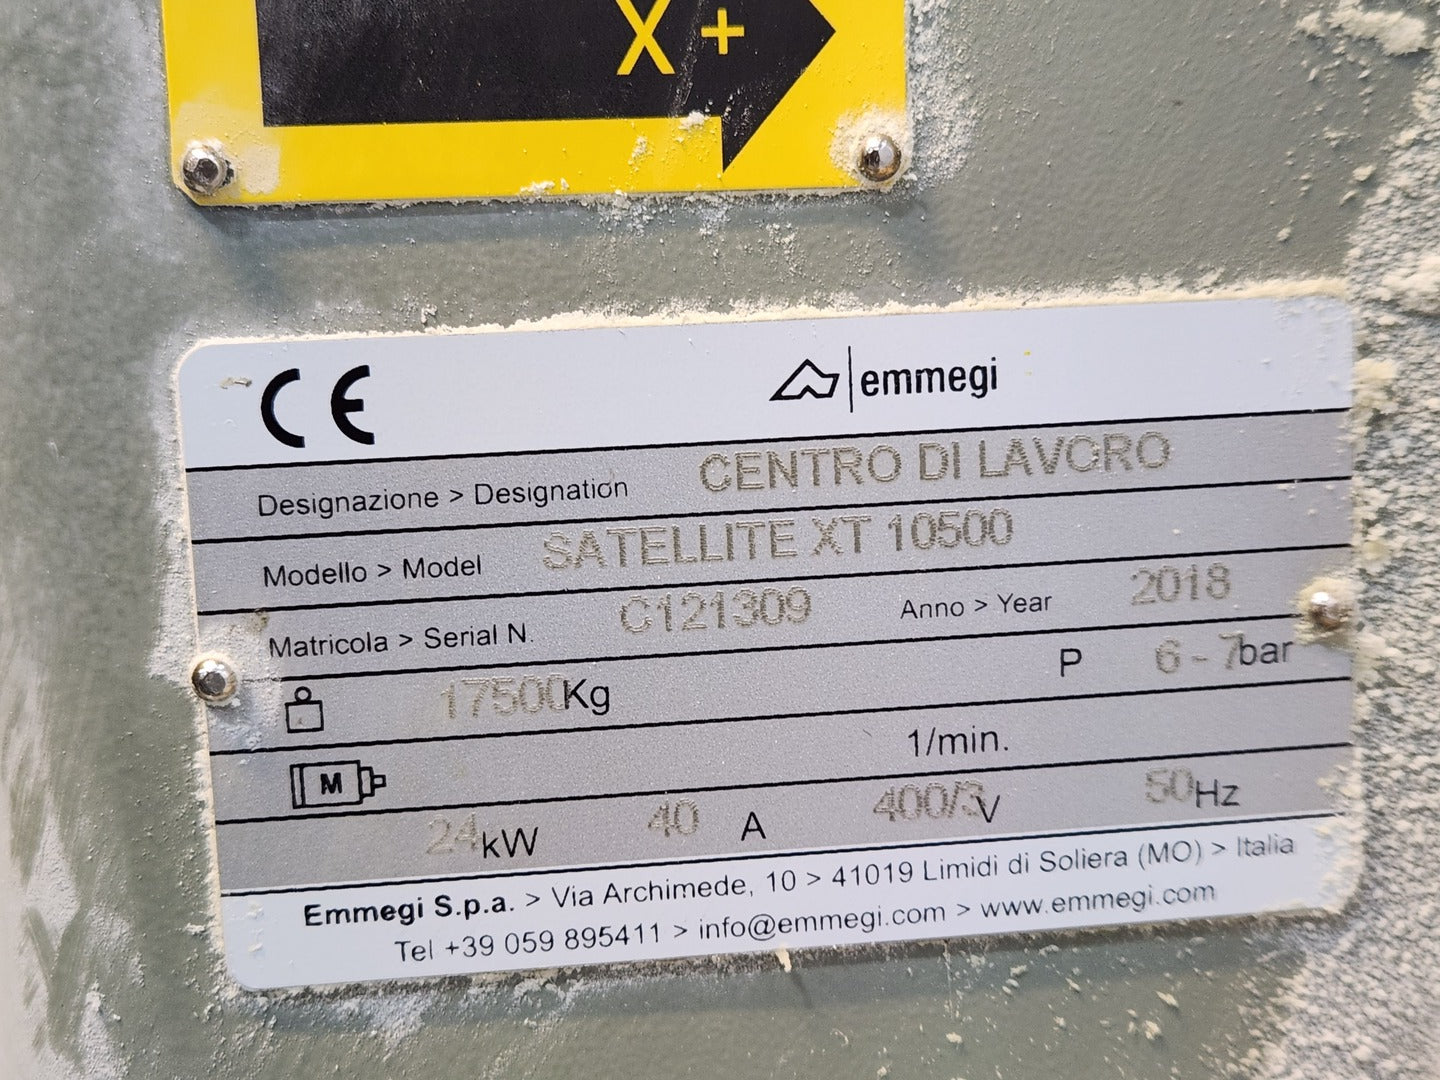 X+
CE
emmegi
Designazione > Designation CENTRO DI LAVORO
Modello > Model SATELLITE XT 10500
Matricola > Serial N. C121309 Anno > Year 2018
17500Kg P 6-7bar
M 1/min.
24kW 40 A 400/3V 50Hz
Emmegi S.p.a. > Via Archimede, 10 > 41019 Limidi di Soliera (MO) > Italia
Tel +39 059 895411 > info@emmegi.com > www.emmegi.com